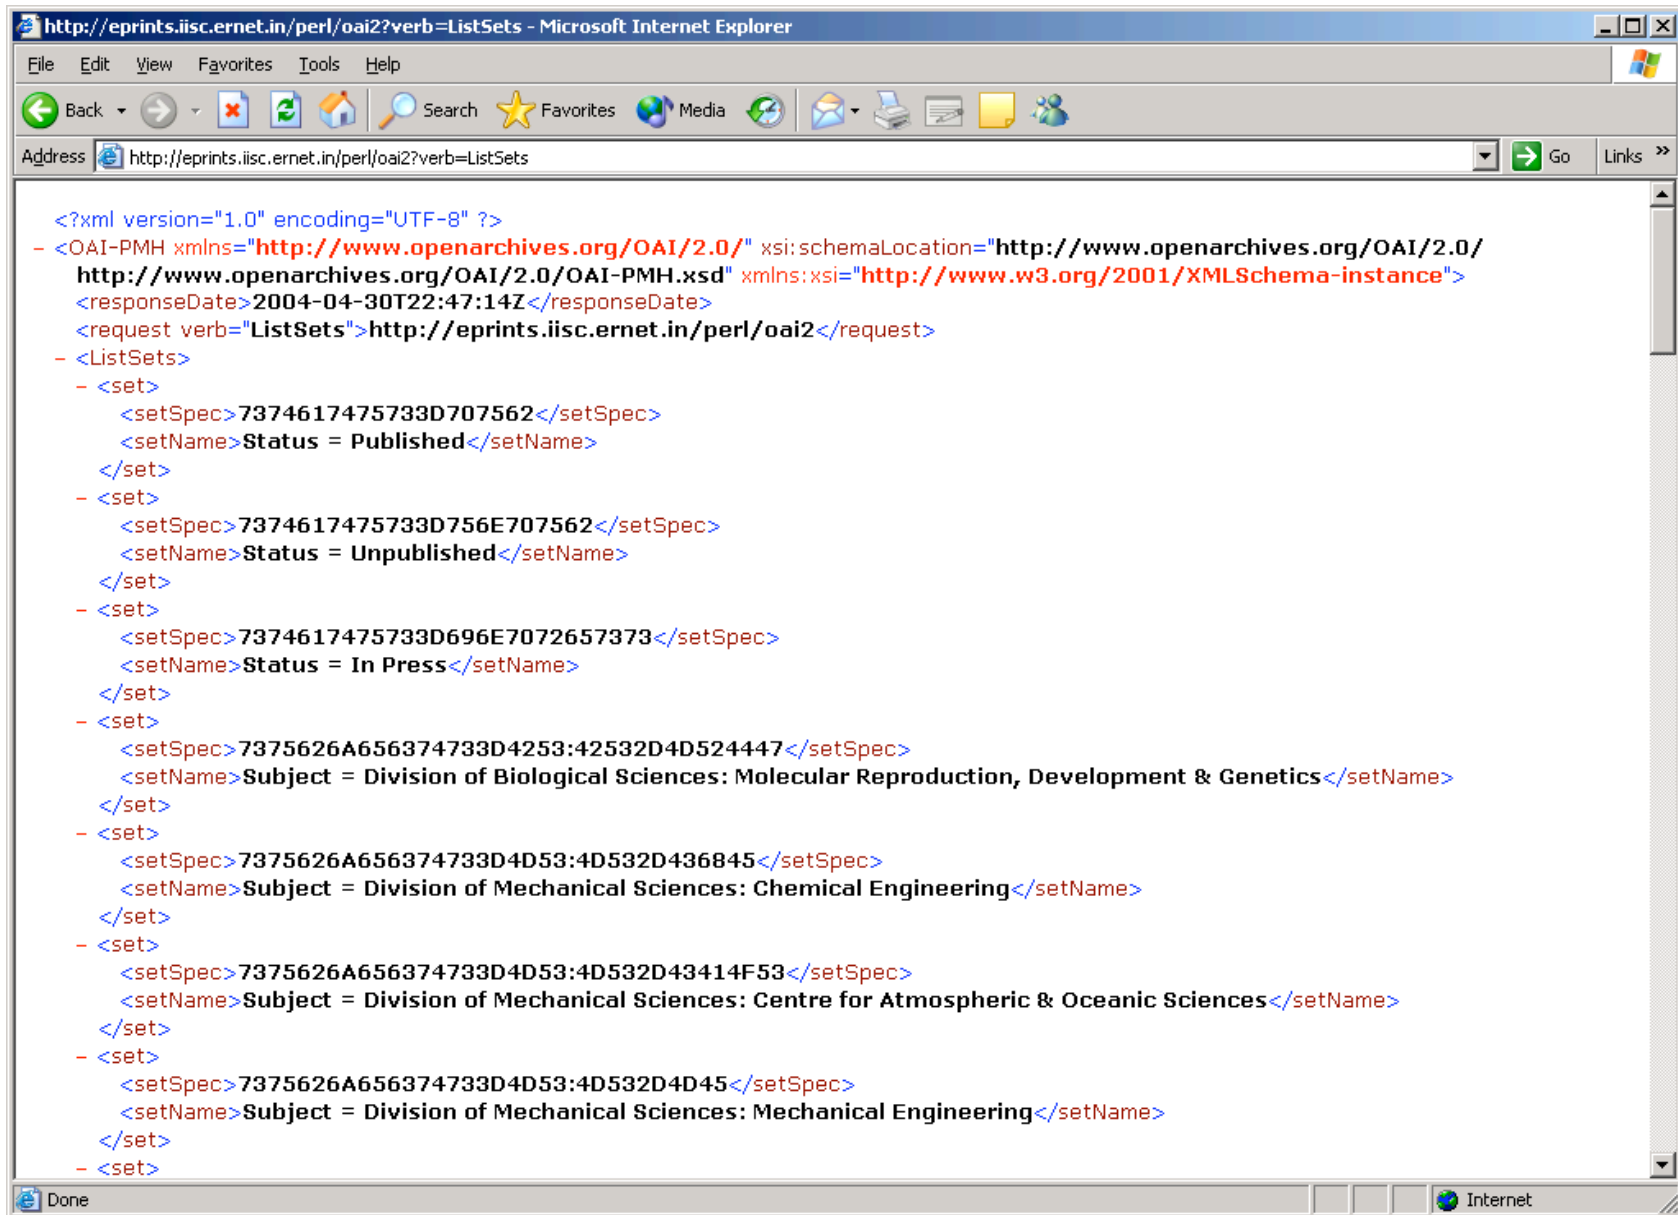 http://eprints.iisc.ernet.in/perl/oai2?verb=ListSets - Microsoft Internet Explorer
File Edit View Favorites Tools Help
Back Search Favorites Media
Address http://eprints.iisc.ernet.in/perl/oai2?verb=ListSets Go Links »
<?xml version="1.0" encoding="UTF-8" ?>
- <OAI-PMH xmlns="http://www.openarchives.org/OAI/2.0/" xsi:schemaLocation="http://www.openarchives.org/OAI/2.0/
http://www.openarchives.org/OAI/2.0/OAI-PMH.xsd" xmlns:xsi="http://www.w3.org/2001/XMLSchema-instance">
<responseDate>2004-04-30T22:47:14Z</responseDate>
<request verb="ListSets">http://eprints.iisc.ernet.in/perl/oai2</request>
- <ListSets>
- <set>
<setSpec>7374617475733D707562</setSpec>
<setName>Status = Published</setName>
</set>
- <set>
<setSpec>7374617475733D756E707562</setSpec>
<setName>Status = Unpublished</setName>
</set>
- <set>
<setSpec>7374617475733D696E7072657373</setSpec>
<setName>Status = In Press</setName>
</set>
- <set>
<setSpec>7375626A656374733D4253:42532D4D524447</setSpec>
<setName>Subject = Division of Biological Sciences: Molecular Reproduction, Development & Genetics</setName>
</set>
- <set>
<setSpec>7375626A656374733D4D53:4D532D436845</setSpec>
<setName>Subject = Division of Mechanical Sciences: Chemical Engineering</setName>
</set>
- <set>
<setSpec>7375626A656374733D4D53:4D532D43414F53</setSpec>
<setName>Subject = Division of Mechanical Sciences: Centre for Atmospheric & Oceanic Sciences</setName>
</set>
- <set>
<setSpec>7375626A656374733D4D53:4D532D4D45</setSpec>
<setName>Subject = Division of Mechanical Sciences: Mechanical Engineering</setName>
</set>
- <set>
Done Internet